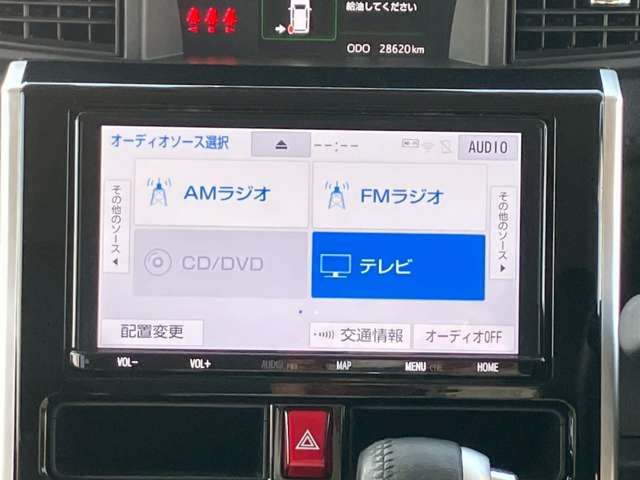 給油してください
ODO 28620 km
オーディオソース選択
--:--
AUDIO
その他のソース
AMラジオ
FMラジオ
その他のソース
CD/DVD
テレビ
配置変更
交通情報
オーディオOFF
VOL-
VOL+
AUDIO
MAP
MENU
HOME